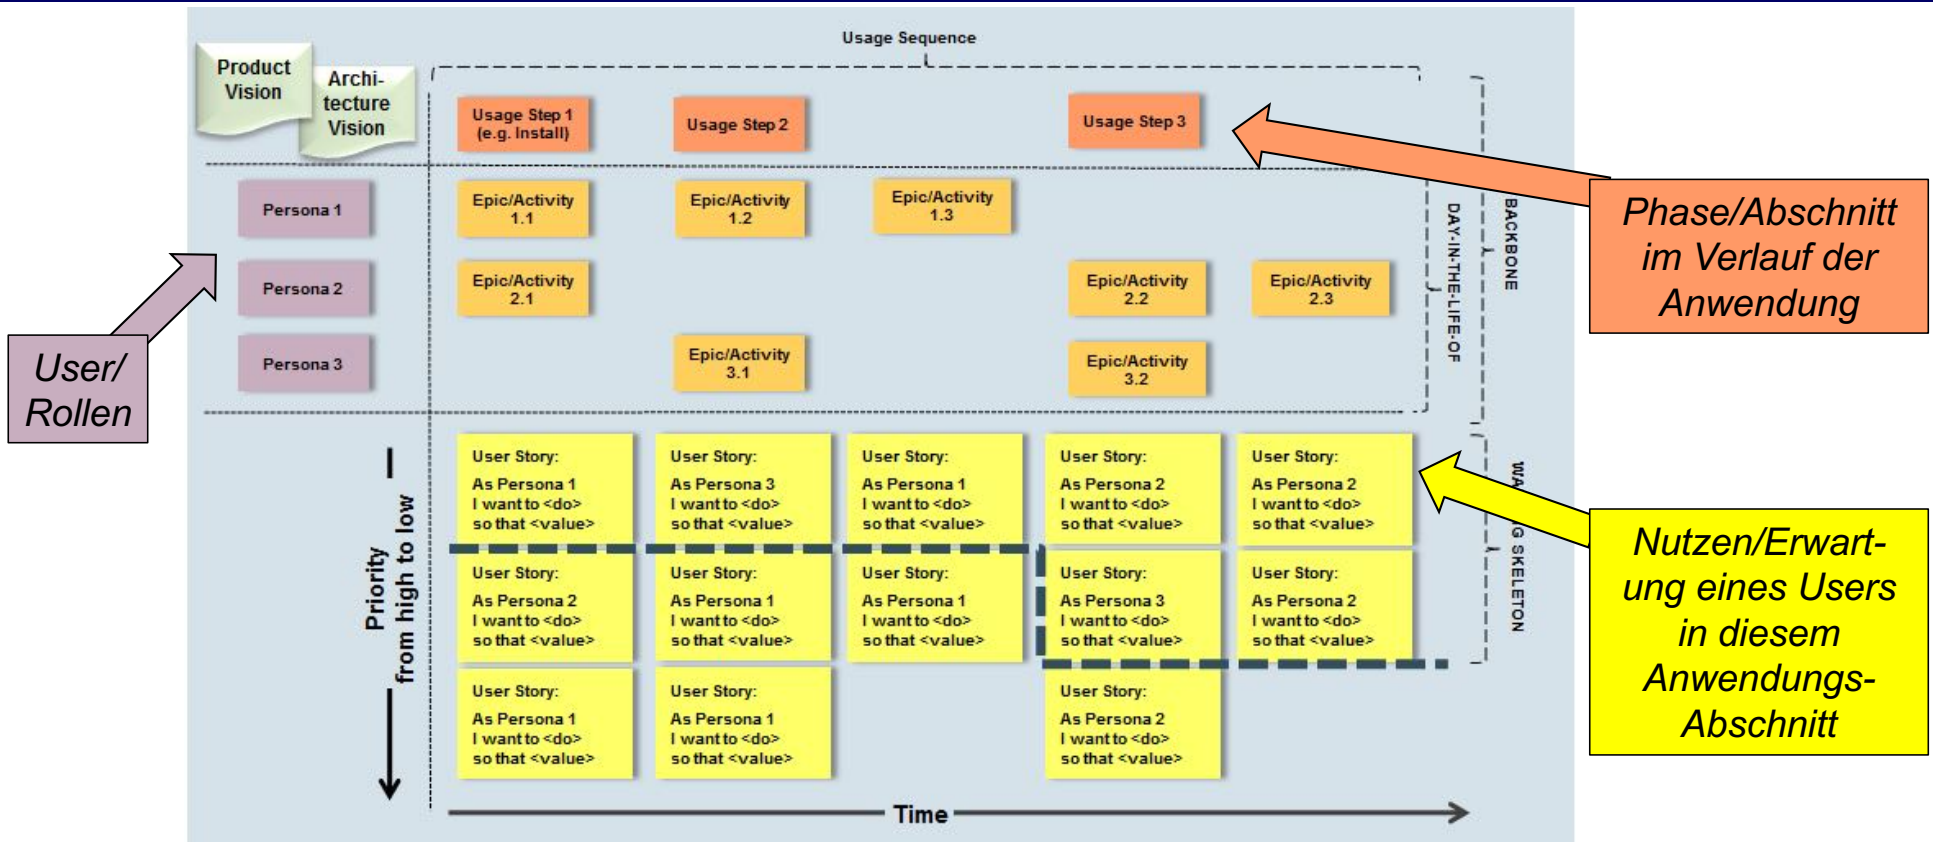 Usage Sequence
Product
Vision
Archi-
tecture
Vision
Usage Step 1
(e.g. Install)
Usage Step 2
Usage Step 3
Persona 1
Epic/Activity
1.1
Epic/Activity
1.2
Epic/Activity
1.3
Persona 2
Epic/Activity
2.1
Epic/Activity
2.2
Epic/Activity
2.3
Persona 3
Epic/Activity
3.1
Epic/Activity
3.2
DAY-IN-THE-LIFE-OF
BACKBONE
Phase/Abschnitt
im Verlauf der
Anwendung
User/
Rollen
Priority
from high to low
User Story:
As Persona 1
I want to <do>
so that <value>
User Story:
As Persona 3
I want to <do>
so that <value>
User Story:
As Persona 1
I want to <do>
so that <value>
User Story:
As Persona 2
I want to <do>
so that <value>
User Story:
As Persona 2
I want to <do>
so that <value>
User Story:
As Persona 2
I want to <do>
so that <value>
User Story:
As Persona 1
I want to <do>
so that <value>
User Story:
As Persona 1
I want to <do>
so that <value>
User Story:
As Persona 3
I want to <do>
so that <value>
User Story:
As Persona 2
I want to <do>
so that <value>
User Story:
As Persona 1
I want to <do>
so that <value>
User Story:
As Persona 1
I want to <do>
so that <value>
User Story:
As Persona 2
I want to <do>
so that <value>
SKELETON
Nutzen/Erwart-
ung eines Users
in diesem
Anwendungs-
Abschnitt
Time